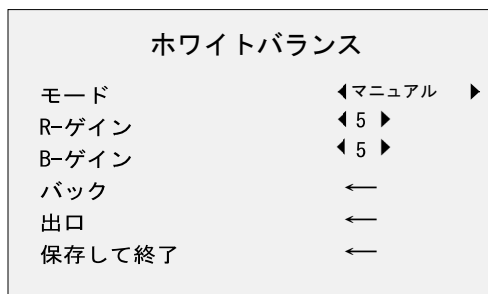 ホワイトバランス
モード ◀マニュアル ▶
R-ゲイン ◀ 5 ▶
B-ゲイン ◀ 5 ▶
バック ←
出口 ←
保存して終了 ←